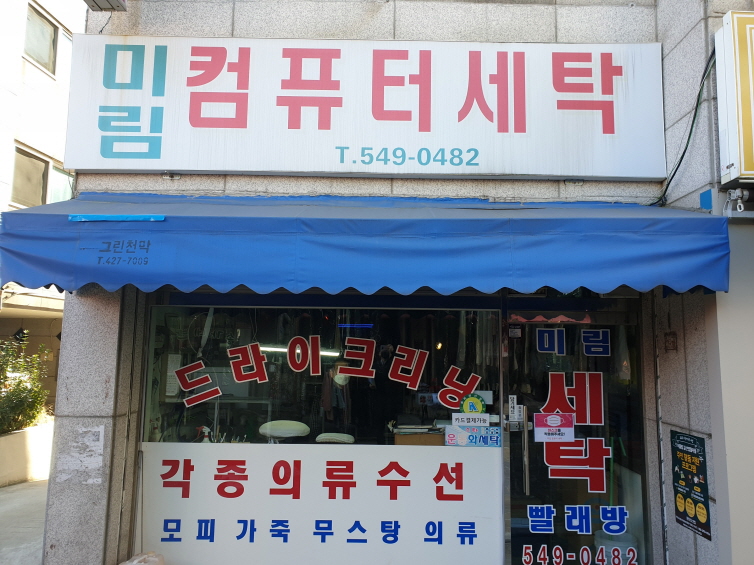 미림 컴퓨터세탁
T.549-0482
그린천막
T.427-7009
드라이크리닝
카드결제가능
운동화세탁
각종의류수선
모피 가죽 무스탕 의류
미림
세탁
빨래방
549-0482